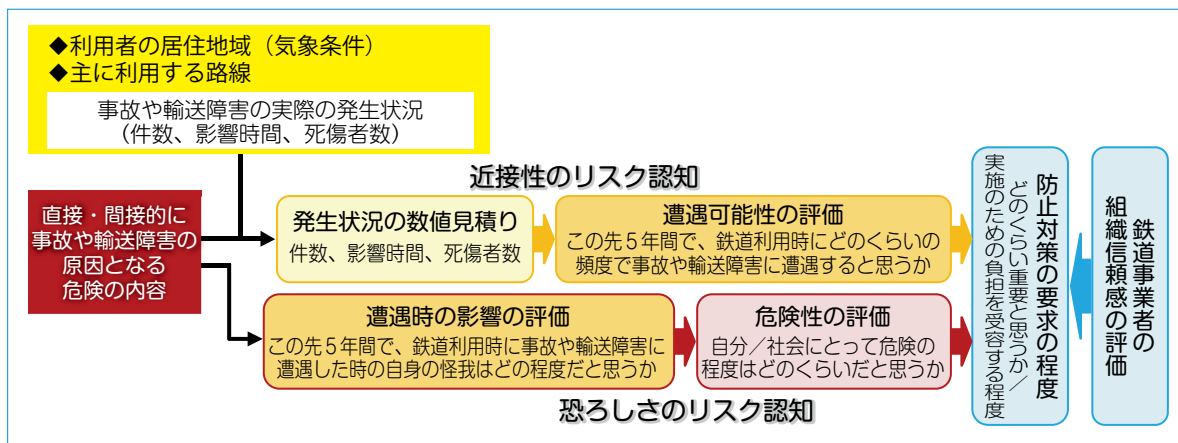 ◆利用者の居住地域（気象条件）
◆主に利用する路線
事故や輸送障害の実際の発生状況
（件数、影響時間、死傷者数）
直接・間接的に
事故や輸送障害の
原因となる
危険の内容
近接性のリスク認知
発生状況の数値見積り
件数、影響時間、死傷者数
遭遇可能性の評価
この先５年間で、鉄道利用時にどのくらいの
頻度で事故や輸送障害に遭遇すると思うか
遭遇時の影響の評価
この先５年間で、鉄道利用時に事故や輸送障害に
遭遇した時の自身の怪我はどの程度だと思うか
危険性の評価
自分／社会にとって危険の
程度はどのくらいだと思うか
恐ろしさのリスク認知
防止対策の要求の程度
どのくらい重要と思うか／
実施のための負担を受容する程度
鉄道事業者の
組織信頼感の評価